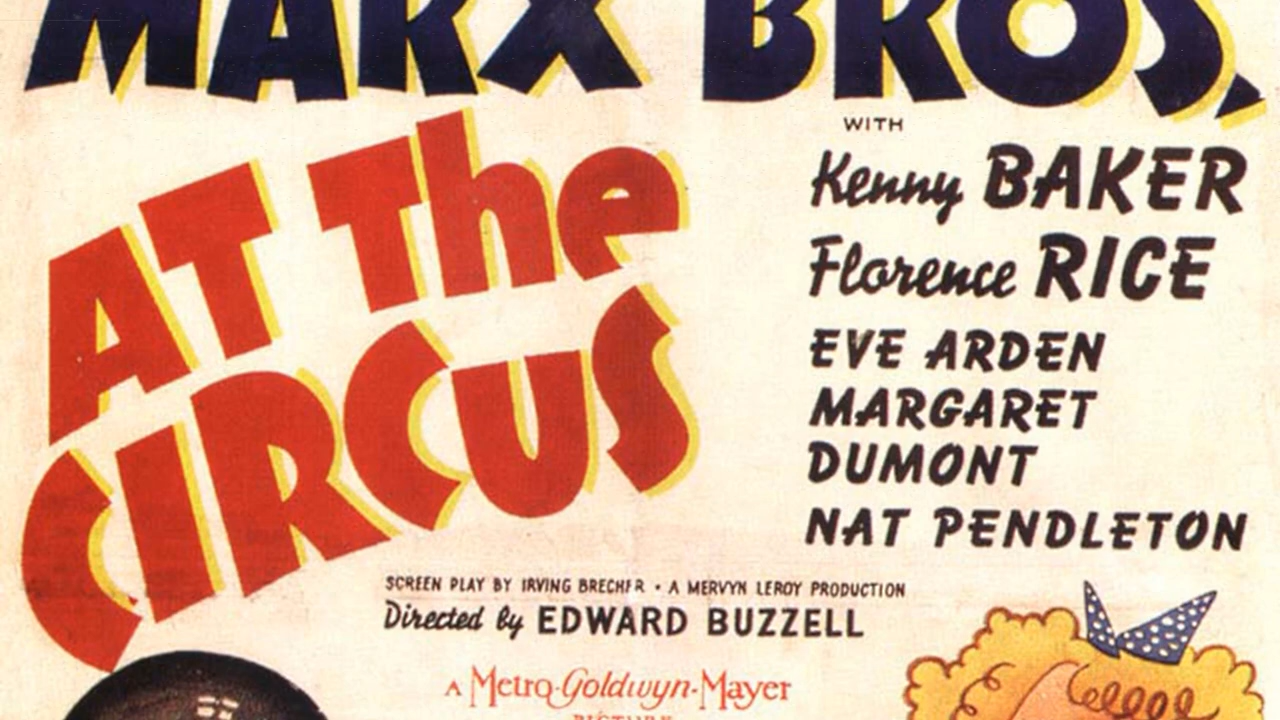 MARX BROS.
AT The
CIRCUS
WITH
Kenny BAKER
Florence RICE
EVE ARDEN
MARGARET
DUMONT
NAT PENDLETON
SCREEN PLAY BY IRVING BRECHER • A MERVYN LEROY PRODUCTION
Directed by EDWARD BUZZELL
A Metro-Goldwyn-Mayer
PICTURE